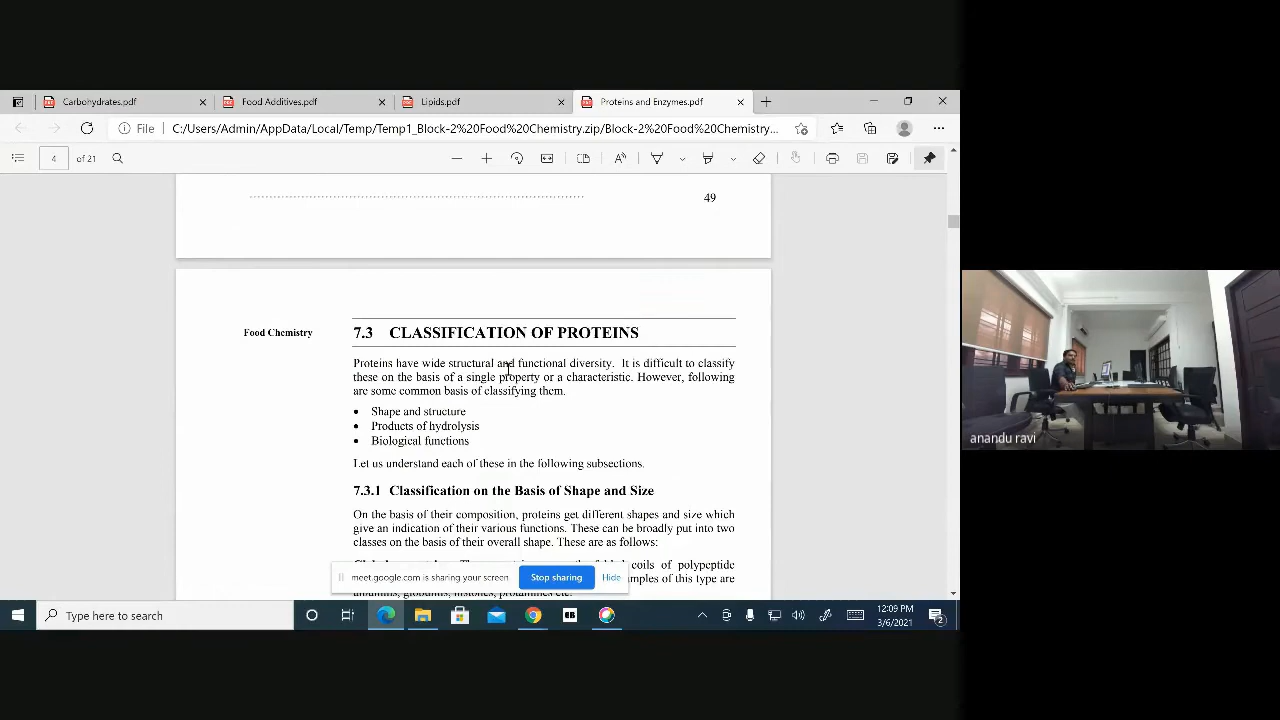 Carbohydrates.pdf
Food Additives.pdf
Lipids.pdf
Proteins and Enzymes.pdf
File
C:/Users/Admin/AppData/Local/Temp/Temp1_Block-2%20Food%20Chemistry.zip/Block-2%20Food%20Chemistry...
4 of 21
49
Food Chemistry
7.3 CLASSIFICATION OF PROTEINS
Proteins have wide structural and functional diversity. It is difficult to classify
these on the basis of a single property or a characteristic. However, following
are some common basis of classifying them.
• Shape and structure
• Products of hydrolysis
• Biological functions
Let us understand each of these in the following subsections.
7.3.1 Classification on the Basis of Shape and Size
On the basis of their composition, proteins get different shapes and size which
give an indication of their various functions. These can be broadly put into two
classes on the basis of their overall shape. These are as follows:
coils of polypeptide
of this type are
meet.google.com is sharing your screen
Stop sharing
Hide
Type here to search
12:09 PM
3/6/2021
2
anandu ravi